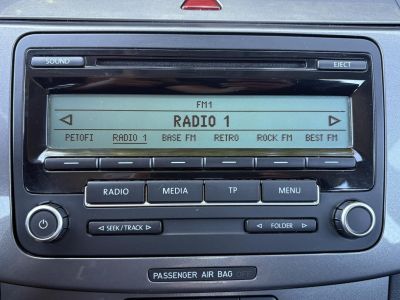 SOUND EJECT
FM1
RADIO 1
PETOFI RADIO 1 BASE FM RETRO ROCK FM BEST FM
RADIO MEDIA TP MENU
SEEK/TRACK FOLDER
PASSENGER AIR BAG OFF